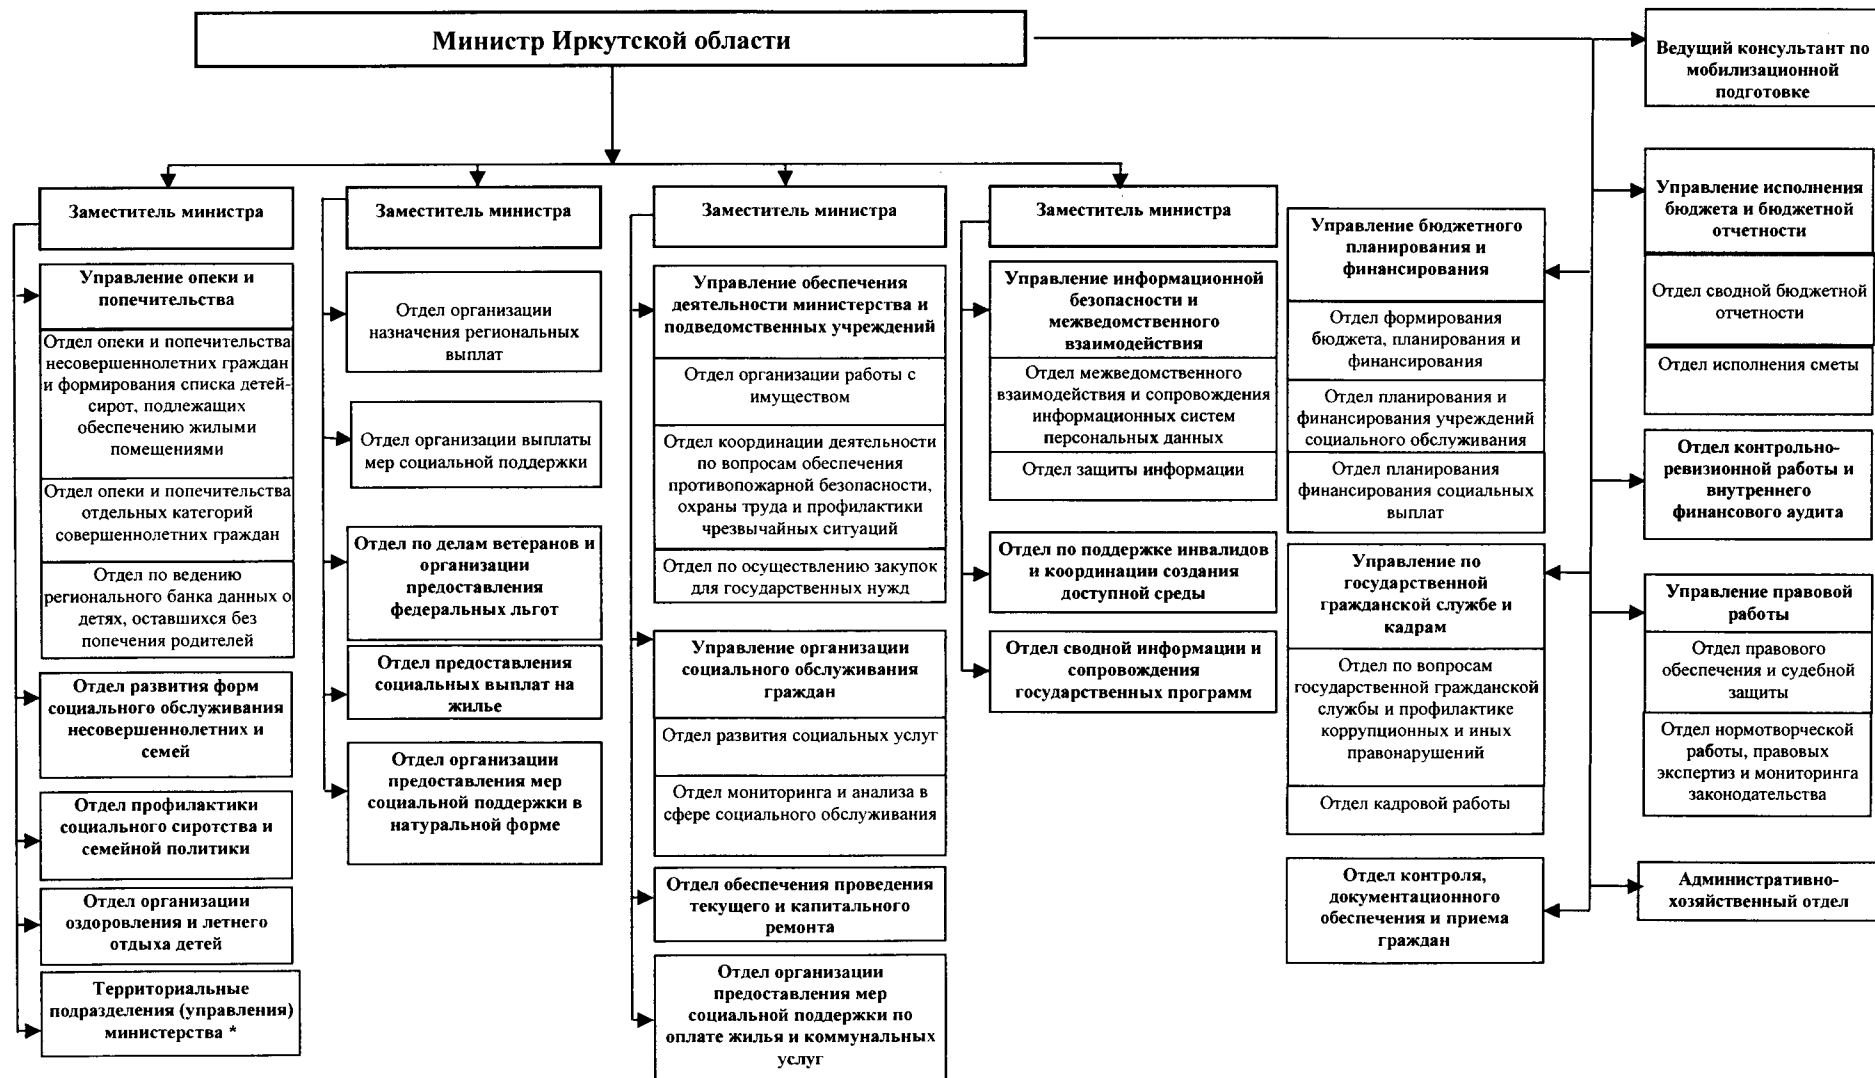 Министр Иркутской области
Ведущий консультант по
мобилизационной
подготовке
Заместитель министра
Управление опеки и
попечительства
Отдел опеки и попечительства
несовершеннолетних граждан
и формирования списка детей-
сирот, подлежащих
обеспечению жилыми
помещениями
Отдел опеки и попечительства
отдельных категорий
совершеннолетних граждан
Отдел по ведению
регионального банка данных о
детях, оставшихся без
попечения родителей
Отдел развития форм
социального обслуживания
несовершеннолетних и
семей
Отдел профилактики
социального сиротства и
семейной политики
Отдел организации
оздоровления и летнего
отдыха детей
Территориальные
подразделения (управления)
министерства *
Заместитель министра
Отдел организации
назначения региональных
выплат
Отдел организации выплаты
мер социальной поддержки
Отдел по делам ветеранов и
организации
предоставления
федеральных льгот
Отдел предоставления
социальных выплат на
жилье
Отдел организации
предоставления мер
социальной поддержки в
натуральной форме
Заместитель министра
Управление обеспечения
деятельности министерства и
подведомственных учреждений
Отдел организации работы с
имуществом
Отдел координации деятельности
по вопросам обеспечения
противопожарной безопасности,
охраны труда и профилактики
чрезвычайных ситуаций
Отдел по осуществлению закупок
для государственных нужд
Управление организации
социального обслуживания
граждан
Отдел развития социальных услуг
Отдел мониторинга и анализа в
сфере социального обслуживания
Отдел обеспечения проведения
текущего и капитального
ремонта
Отдел организации
предоставления мер
социальной поддержки по
оплате жилья и коммунальных
услуг
Заместитель министра
Управление информационной
безопасности и
межведомственного
взаимодействия
Отдел межведомственного
взаимодействия и сопровождения
информационных систем
персональных данных
Отдел защиты информации
Отдел по поддержке инвалидов
и координации создания
доступной среды
Отдел сводной информации и
сопровождения
государственных программ
Управление бюджетного
планирования и
финансирования
Отдел формирования
бюджета, планирования и
финансирования
Отдел планирования и
финансирования учреждений
социального обслуживания
Отдел планирования
финансирования социальных
выплат
Управление по
государственной
гражданской службе и
кадрам
Отдел по вопросам
государственной гражданской
службы и профилактике
коррупционных и иных
правонарушений
Отдел кадровой работы
Отдел контроля,
документационного
обеспечения и приема
граждан
Управление исполнения
бюджета и бюджетной
отчетности
Отдел сводной бюджетной
отчетности
Отдел исполнения сметы
Отдел контрольно-
ревизионной работы и
внутреннего
финансового аудита
Управление правовой
работы
Отдел правового
обеспечения и судебной
защиты
Отдел нормотворческой
работы, правовых
экспертиз и мониторинга
законодательства
Административно-
хозяйственный отдел